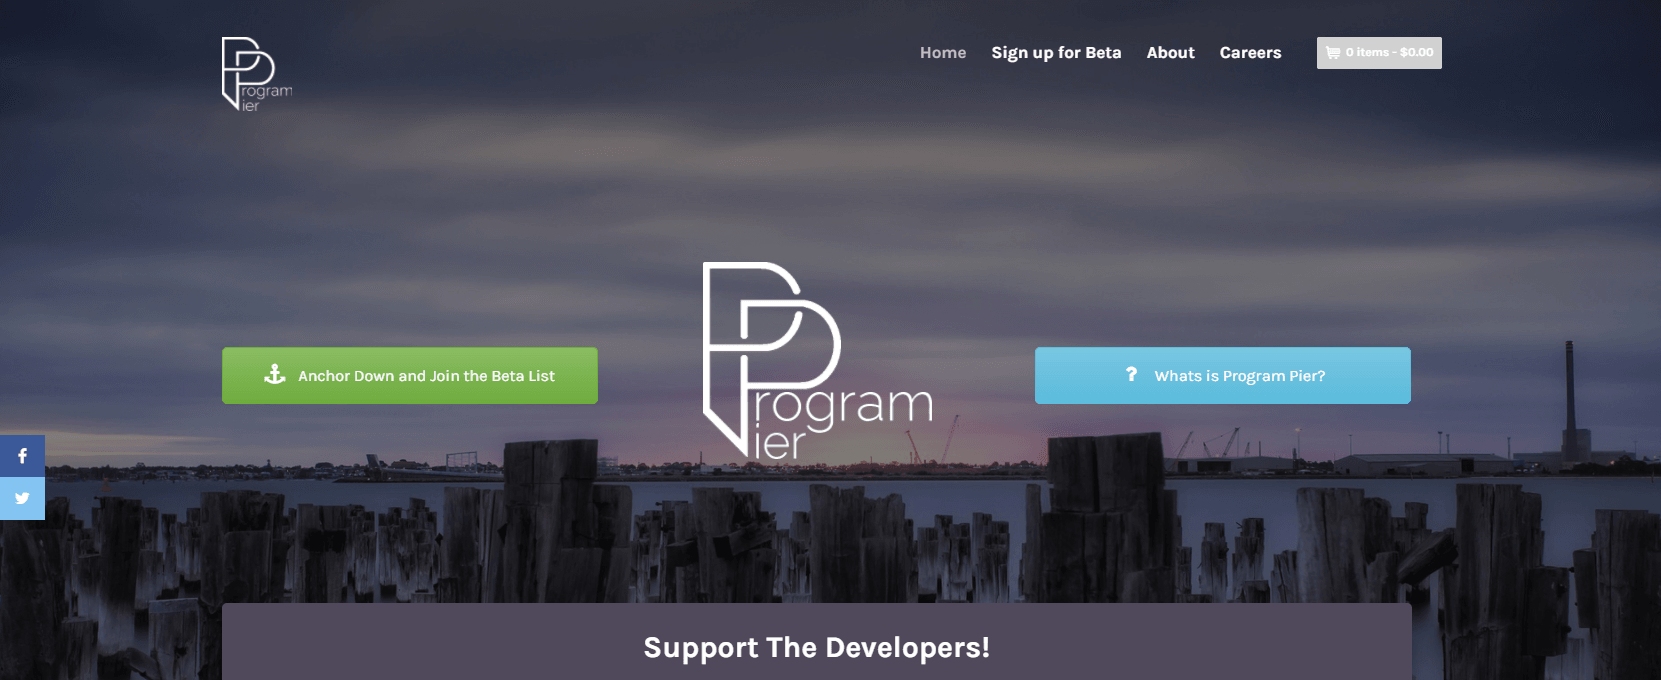 Program
Pier
Home
Sign up for Beta
About
Careers
0 items - $0.00
Anchor Down and Join the Beta List
Program
Pier
Whats is Program Pier?
Support The Developers!